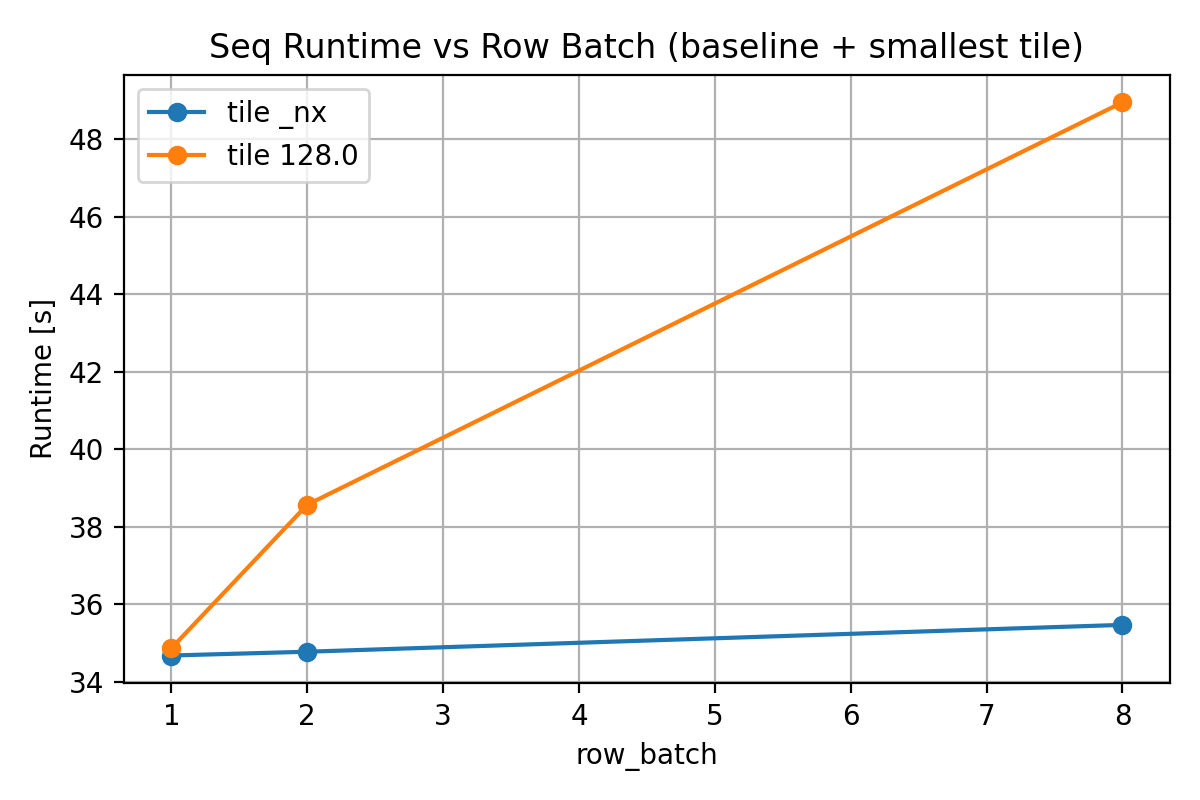 Seq Runtime vs Row Batch (baseline + smallest tile)
tile _nx
tile 128.0
Runtime [s]
48
46
44
42
40
38
36
34
1 2 3 4 5 6 7 8
row_batch